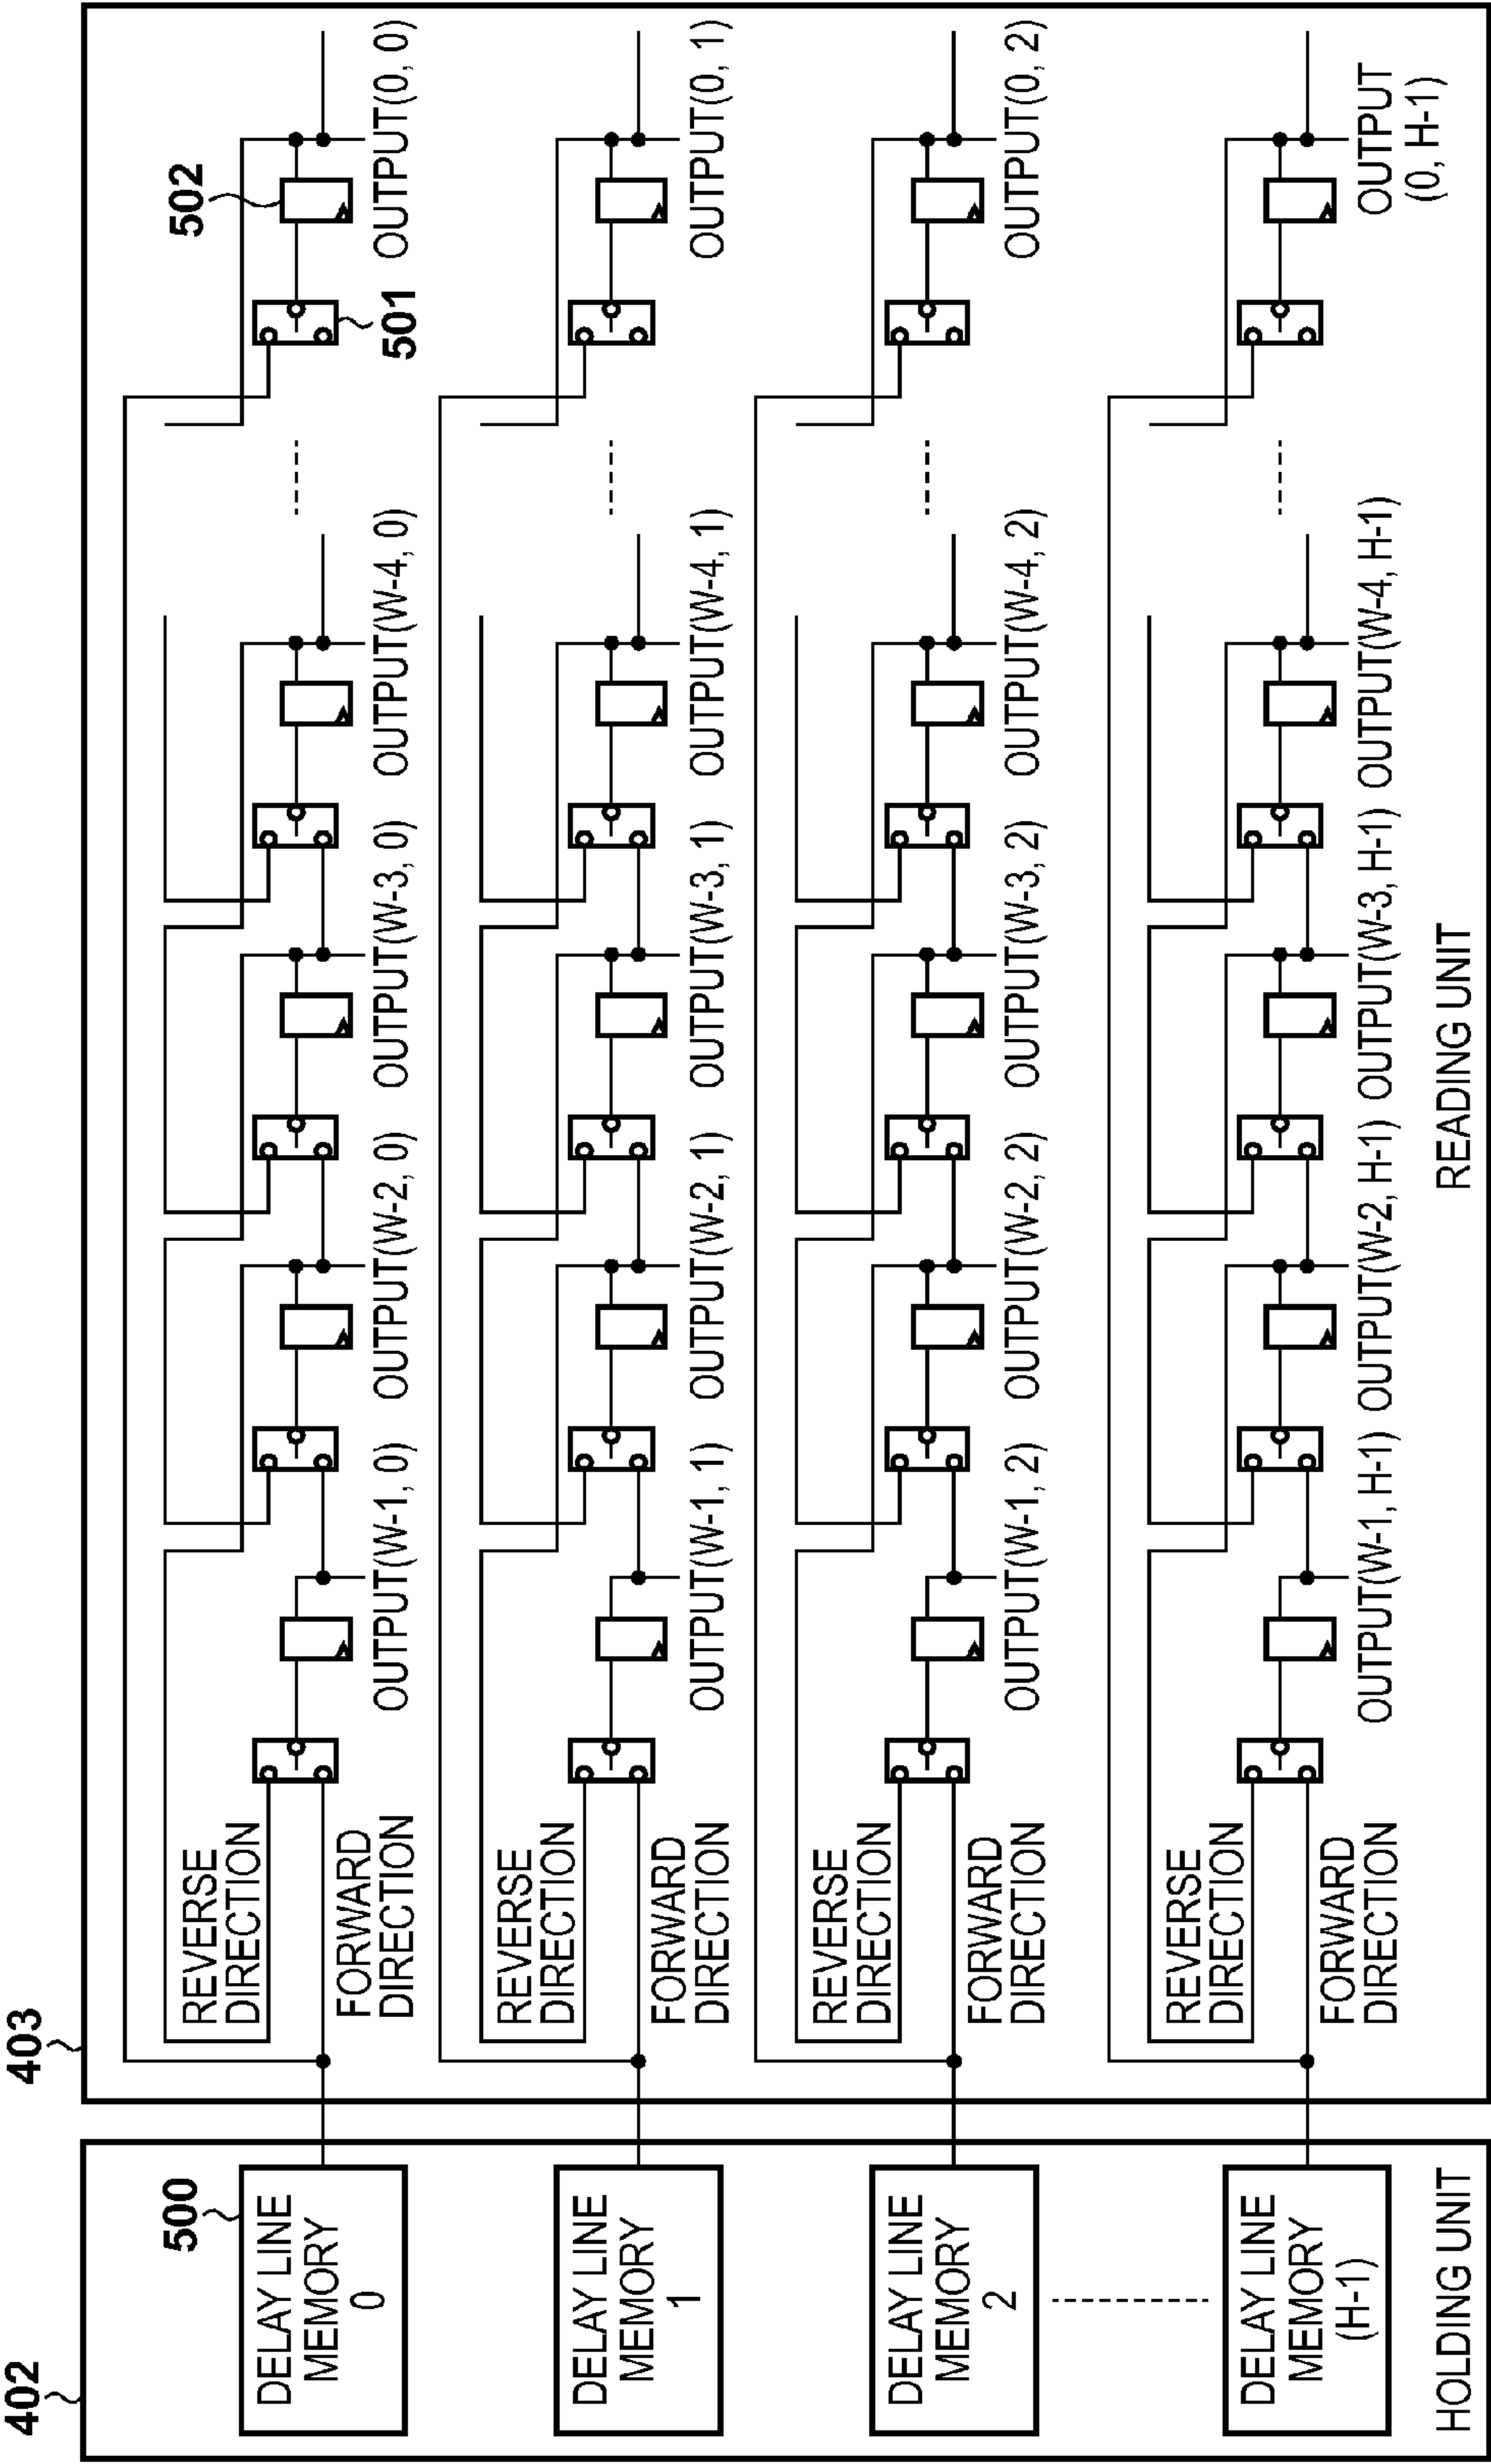 402
403
500
DELAY LINE
MEMORY
0
REVERSE
DIRECTION
FORWARD
DIRECTION
501
502
OUTPUT(W-1, 0)
OUTPUT(W-2, 0)
OUTPUT(W-3, 0)
OUTPUT(W-4, 0)
OUTPUT(0, 0)
DELAY LINE
MEMORY
1
REVERSE
DIRECTION
FORWARD
DIRECTION
OUTPUT(W-1, 1)
OUTPUT(W-2, 1)
OUTPUT(W-3, 1)
OUTPUT(W-4, 1)
OUTPUT(0, 1)
DELAY LINE
MEMORY
2
REVERSE
DIRECTION
FORWARD
DIRECTION
OUTPUT(W-1, 2)
OUTPUT(W-2, 2)
OUTPUT(W-3, 2)
OUTPUT(W-4, 2)
OUTPUT(0, 2)
DELAY LINE
MEMORY
(H-1)
REVERSE
DIRECTION
FORWARD
DIRECTION
OUTPUT(W-1, H-1)
OUTPUT(W-2, H-1)
OUTPUT(W-3, H-1)
OUTPUT(W-4, H-1)
OUTPUT
(0, H-1)
HOLDING UNIT
READING UNIT